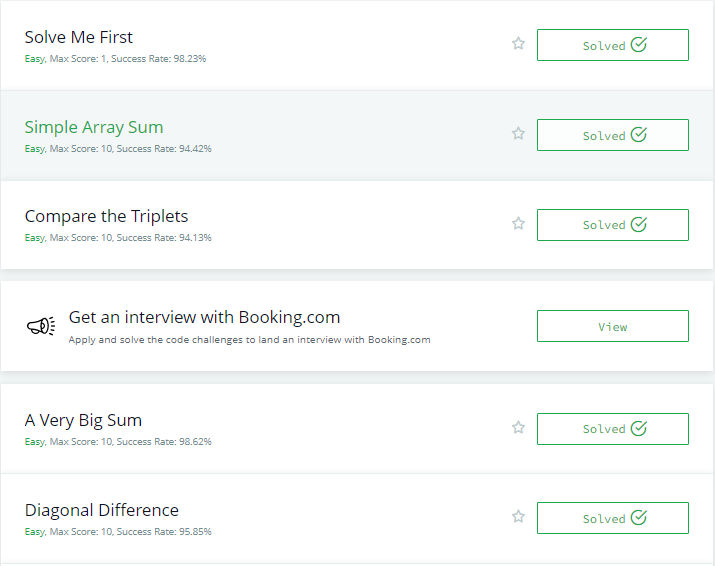 Solve Me First
Easy, Max Score: 1, Success Rate: 98.23%
Solved
Simple Array Sum
Easy, Max Score: 10, Success Rate: 94.42%
Solved
Compare the Triplets
Easy, Max Score: 10, Success Rate: 94.13%
Solved
Get an interview with Booking.com
Apply and solve the code challenges to land an interview with Booking.com
View
A Very Big Sum
Easy, Max Score: 10, Success Rate: 98.62%
Solved
Diagonal Difference
Easy, Max Score: 10, Success Rate: 95.85%
Solved